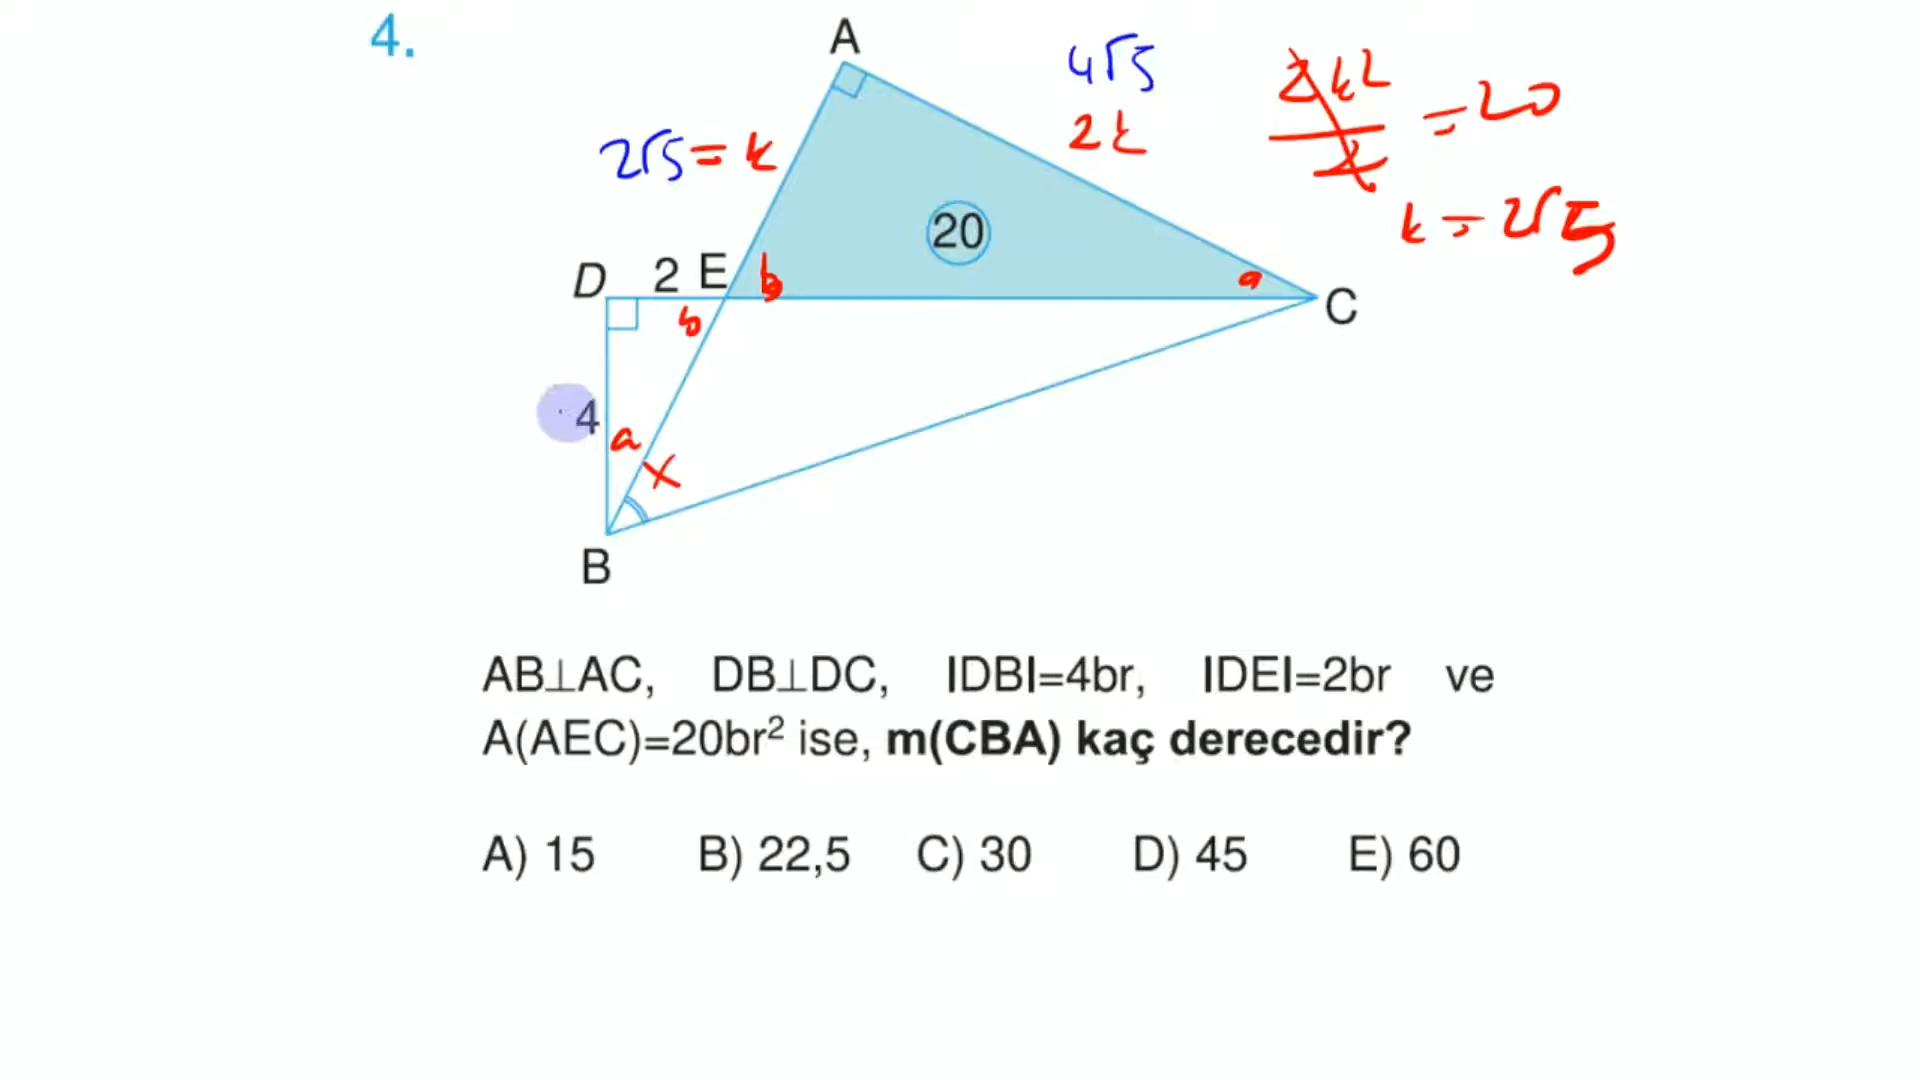 4.
A
4√5
2k
2k²/2 = 20
k = 2√5
2√5 = k
20
D 2 E b a C
b
4 a x
B
AB⊥AC, DB⊥DC, IDBI=4br, IDEI=2br ve
A(AEC)=20br² ise, m(CBA) kaç derecedir?
A) 15 B) 22,5 C) 30 D) 45 E) 60